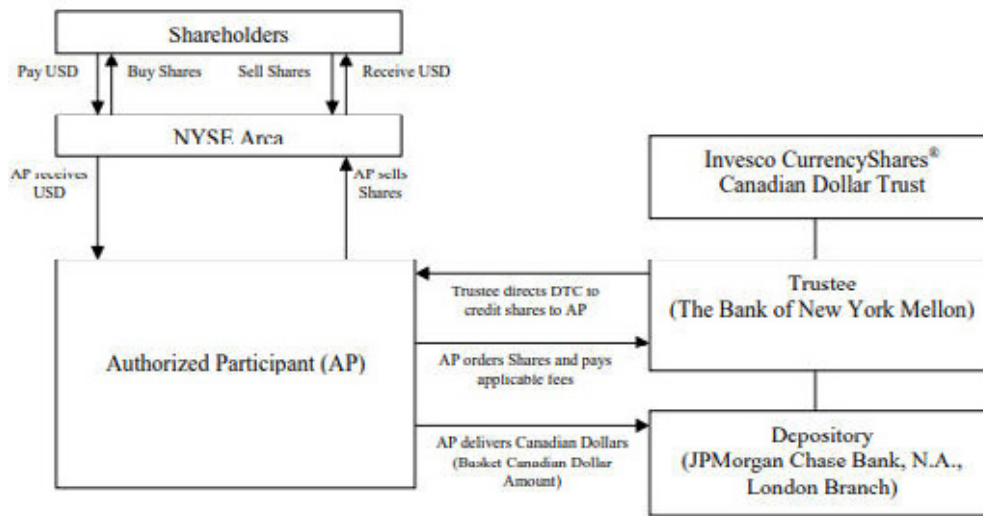 Shareholders
Pay USD
Buy Shares
Sell Shares
Receive USD
NYSE Arca
AP receives
USD
AP sells
Shares
Invesco CurrencyShares®
Canadian Dollar Trust
Trustee directs DTC to
credit shares to AP
Trustee
(The Bank of New York Mellon)
Authorized Participant (AP)
AP orders Shares and pays
applicable fees
AP delivers Canadian Dollars
(Basket Canadian Dollar
Amount)
Depository
(JPMorgan Chase Bank, N.A.,
London Branch)